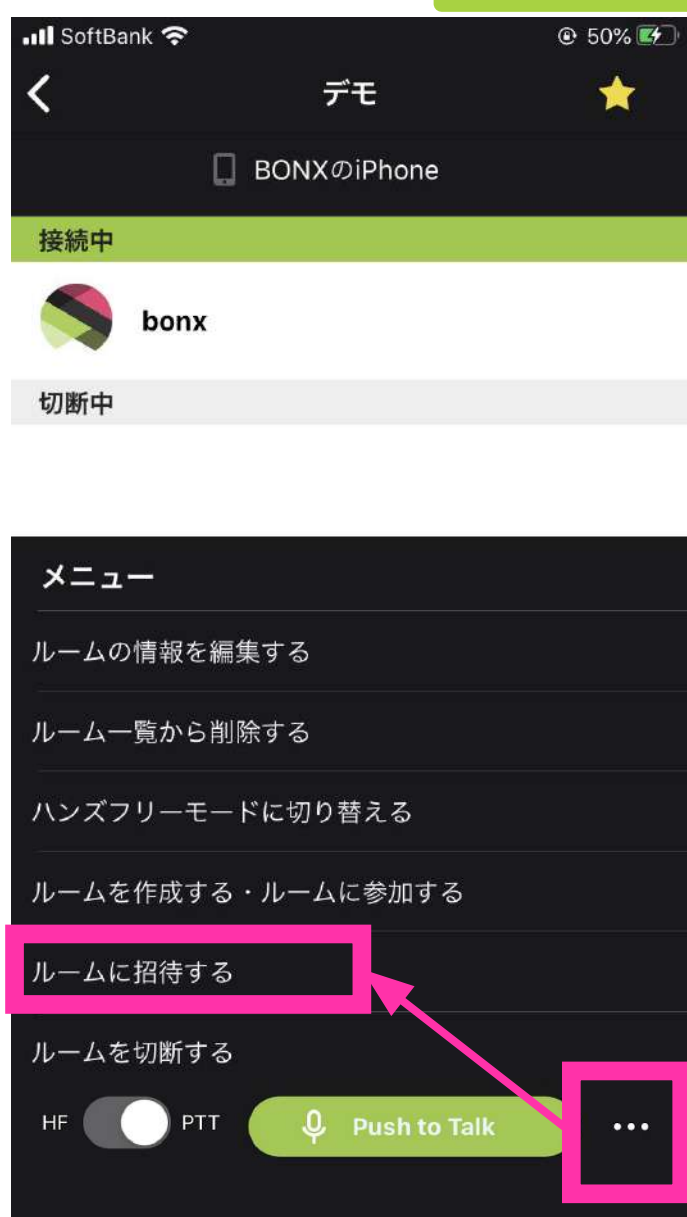 SoftBank
50%
デモ
BONXのiPhone
接続中
bonx
切断中
メニュー
ルームの情報を編集する
ルーム一覧から削除する
ハンズフリーモードに切り替える
ルームを作成する・ルームに参加する
ルームに招待する
ルームを切断する
HF PTT Push to Talk ...